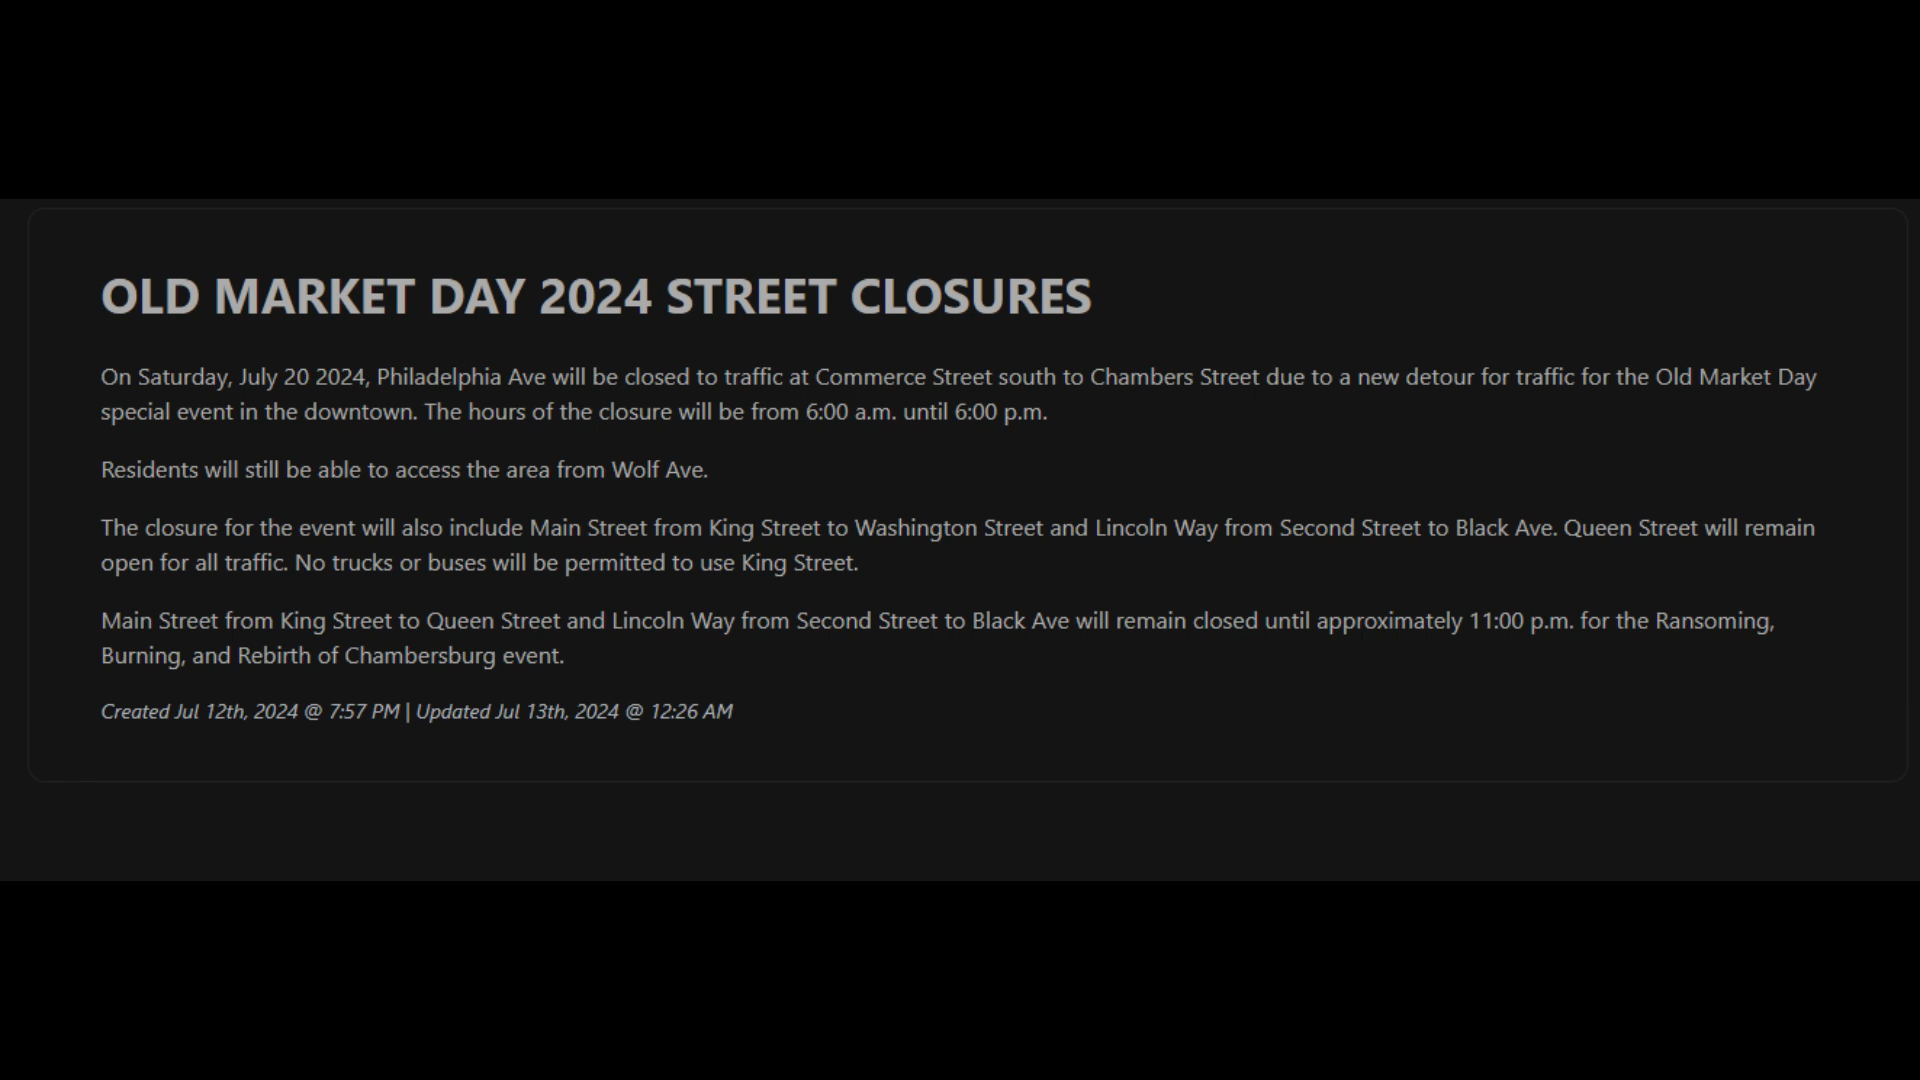 OLD MARKET DAY 2024 STREET CLOSURES
On Saturday, July 20 2024, Philadelphia Ave will be closed to traffic at Commerce Street south to Chambers Street due to a new detour for traffic for the Old Market Day
special event in the downtown. The hours of the closure will be from 6:00 a.m. until 6:00 p.m.
Residents will still be able to access the area from Wolf Ave.
The closure for the event will also include Main Street from King Street to Washington Street and Lincoln Way from Second Street to Black Ave. Queen Street will remain
open for all traffic. No trucks or buses will be permitted to use King Street.
Main Street from King Street to Queen Street and Lincoln Way from Second Street to Black Ave will remain closed until approximately 11:00 p.m. for the Ransoming,
Burning, and Rebirth of Chambersburg event.
Created Jul 12th, 2024 @ 7:57 PM | Updated Jul 13th, 2024 @ 12:26 AM